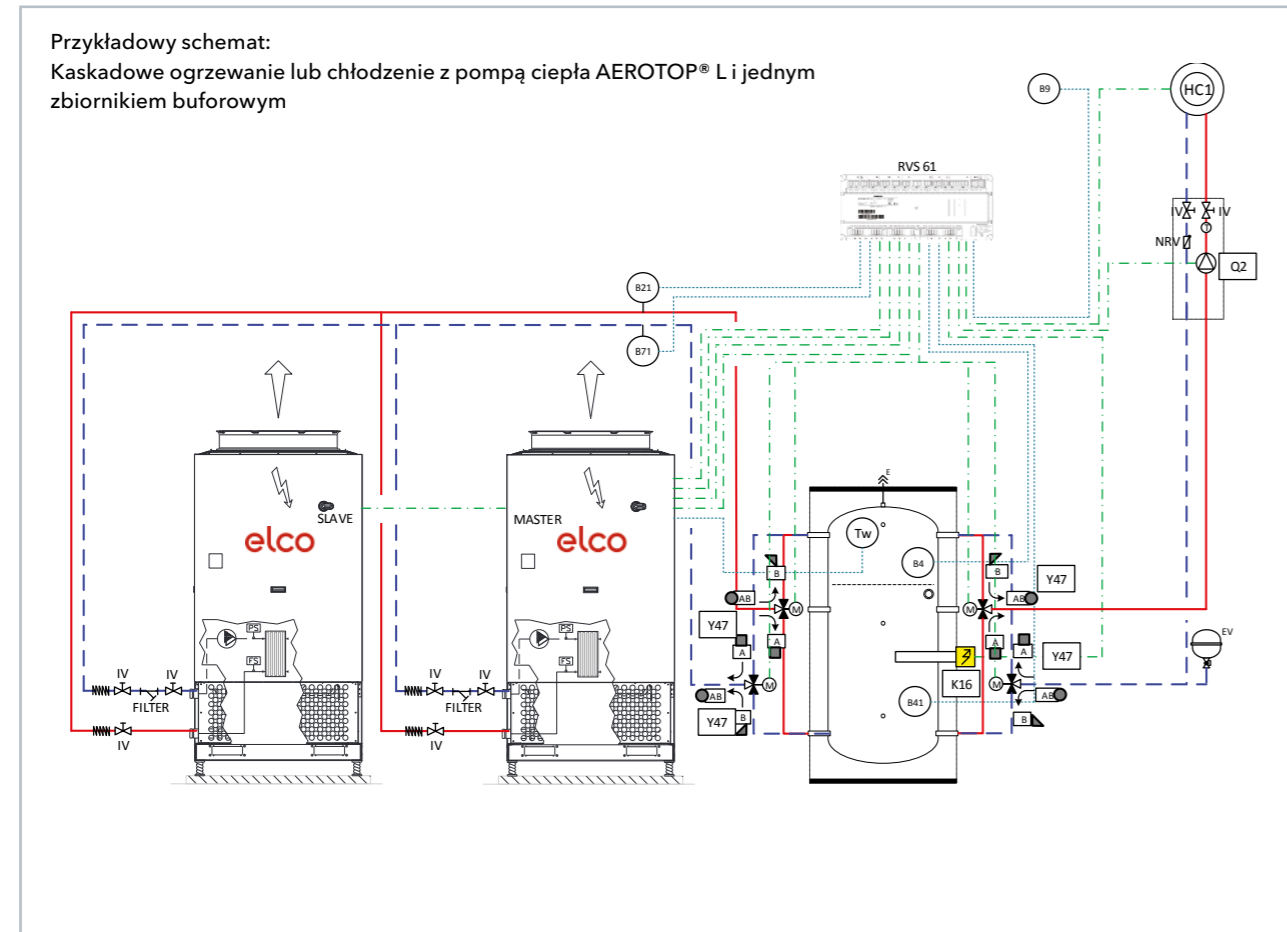 Przykładowy schemat:
Kaskadowe ogrzewanie lub chłodzenie z pompą ciepła AEROTOP® L i jednym
zbiornikiem buforowym
HC1
B9
RVS 61
IV
IV
T
NRV
Q2
B21
B71
SLAVE
elco
MASTER
elco
E
Tw
B4
B
B
Y47
AB
AB
M
M
Y47
A
A
A
A
EV
Y47
K16
M
M
AB
AB
B41
Y47
B
B
PS
FS
PS
FS
IV
IV
FILTER
IV
IV
IV
FILTER
IV